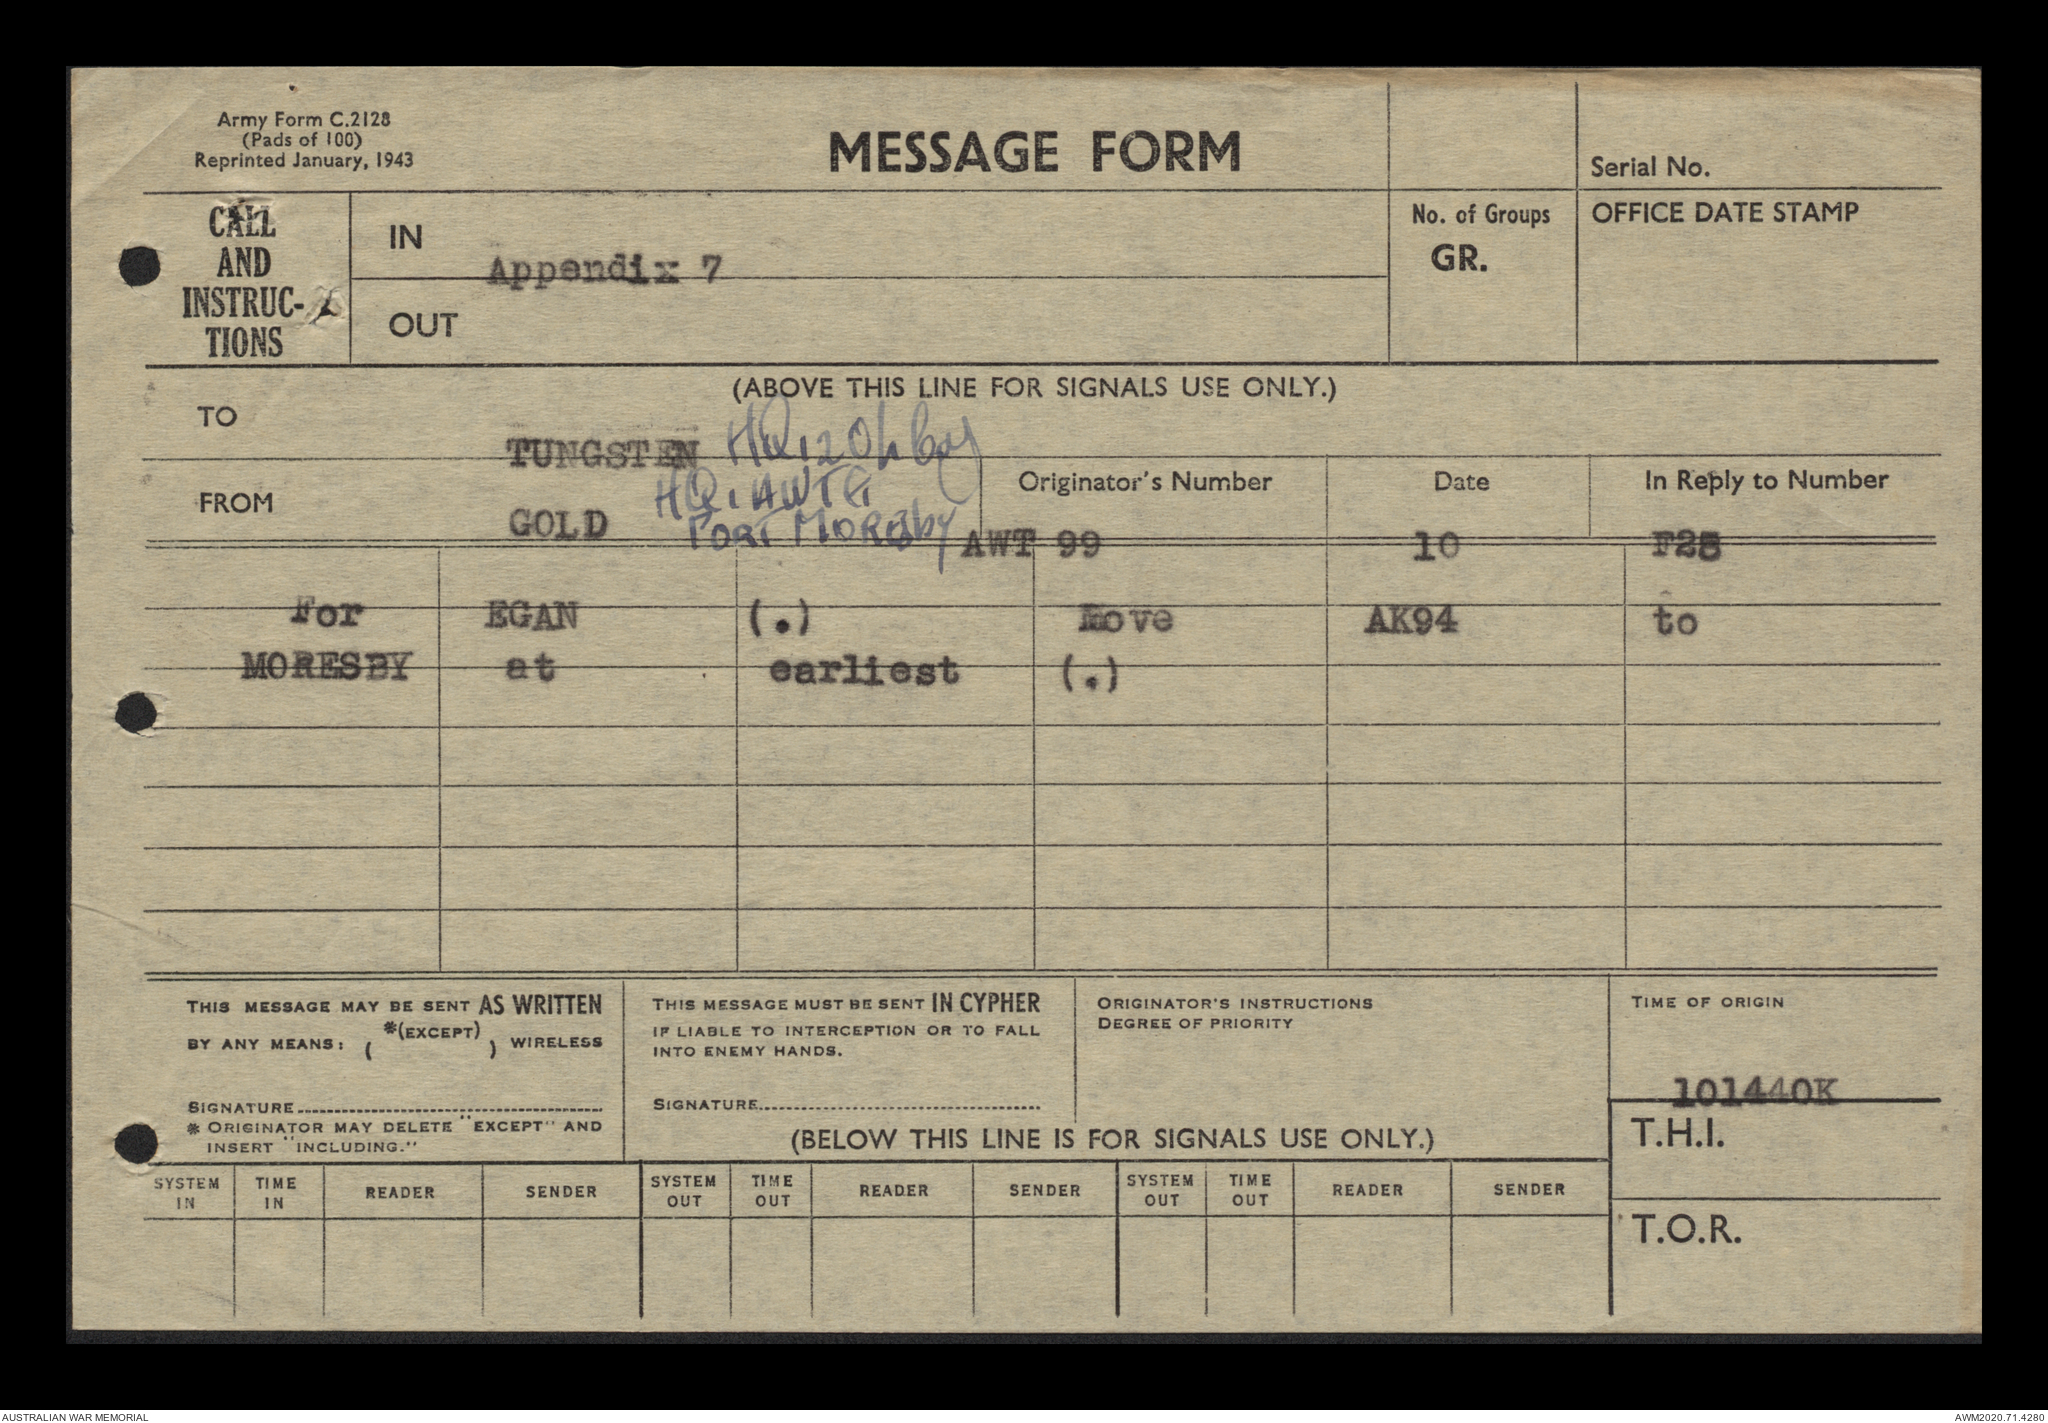 Army Form C.2128
(Pads of 100)
Reprinted January, 1943
MESSAGE FORM
Serial No.
CALL
AND
INSTRUC-
TIONS
IN
Appendix 7
OUT
No. of Groups
GR.
OFFICE DATE STAMP
(ABOVE THIS LINE FOR SIGNALS USE ONLY.)
TO
TUNGSTEN HQ
FROM
GOLD HQ 1 AWTG
PORT MORESBY
Originator's Number
AWT 99
Date
10
In Reply to Number
F28
For EGAN (.) move AK94 to
MORESBY at earliest (.)
THIS MESSAGE MAY BE SENT AS WRITTEN
BY ANY MEANS: ( *(EXCEPT) ) WIRELESS
SIGNATURE
* ORIGINATOR MAY DELETE "EXCEPT" AND
INSERT "INCLUDING."
THIS MESSAGE MUST BE SENT IN CYPHER
IF LIABLE TO INTERCEPTION OR TO FALL
INTO ENEMY HANDS.
SIGNATURE
ORIGINATOR'S INSTRUCTIONS
DEGREE OF PRIORITY
TIME OF ORIGIN
101440K
(BELOW THIS LINE IS FOR SIGNALS USE ONLY.)
T.H.I.
T.O.R.
SYSTEM IN TIME IN READER SENDER SYSTEM OUT TIME OUT READER SENDER SYSTEM OUT TIME OUT READER SENDER
AUSTRALIAN WAR MEMORIAL
AWM2020.71.4280